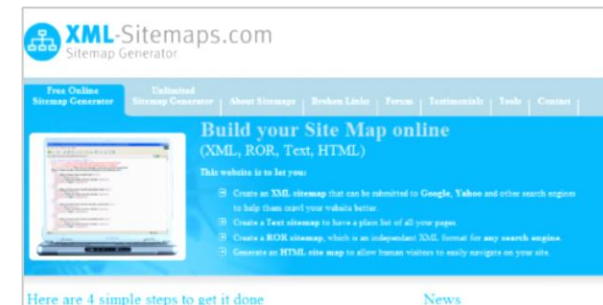 XML-Sitemaps.com
Sitemap Generator
Free Online
Sitemap Generator
Unlimited
Sitemap Generator
About Sitemaps
Broken Links
Forum
Testimonials
Tools
Contact
Build your Site Map online
(XML, ROR, Text, HTML)
This website is to let you:
Create an XML sitemap that can be submitted to Google, Yahoo and other search engines
to help them crawl your website better.
Create a Text sitemap to have a plain list of all your pages.
Create a ROR sitemap, which is an independant XML format for any search engine.
Generate an HTML site map to allow human visitors to easily navigate on your site.
Here are 4 simple steps to get it done
News